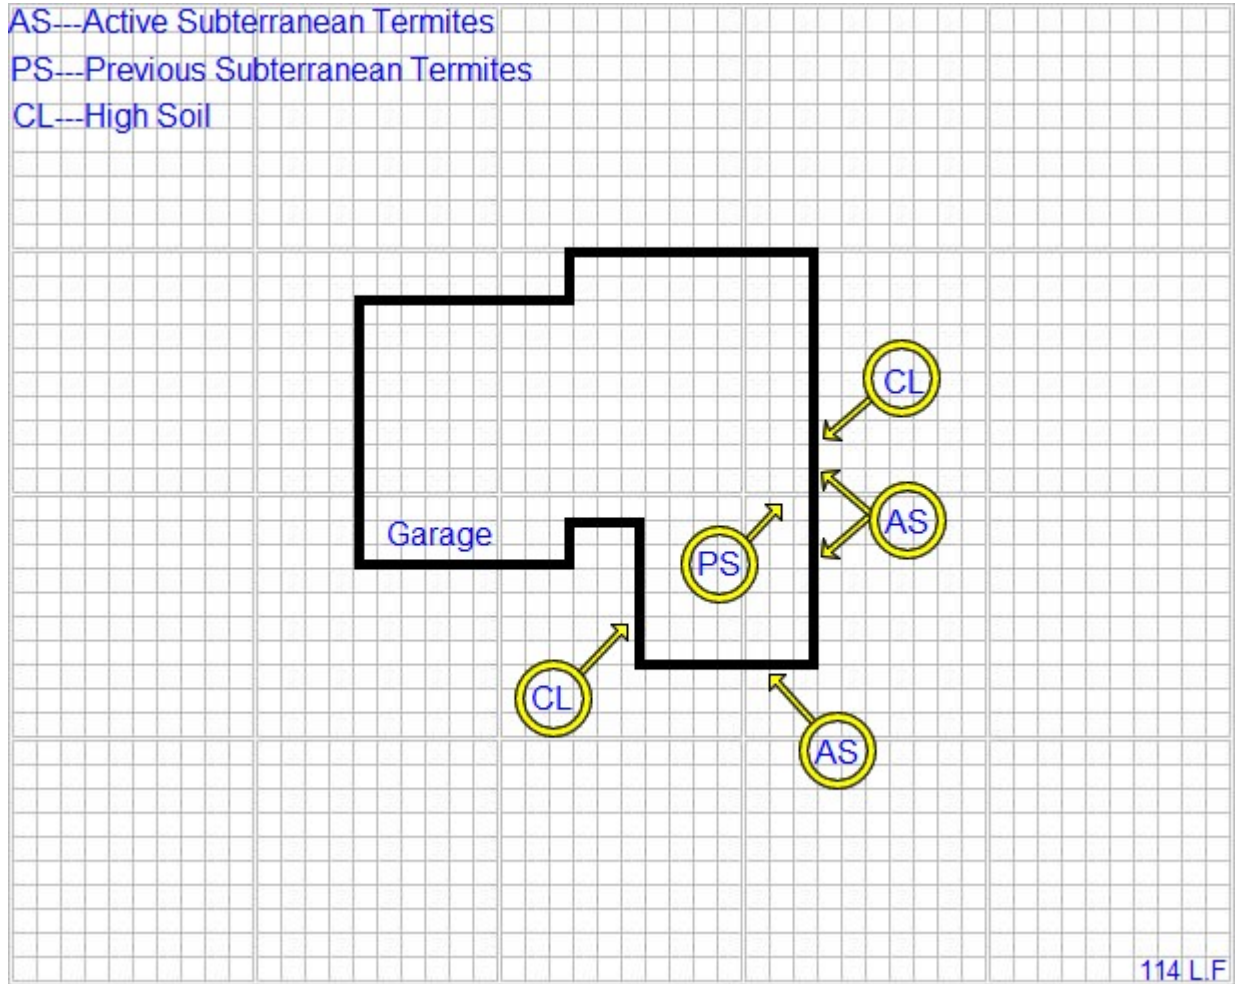 AS---Active Subterranean Termites
PS---Previous Subterranean Termites
CL---High Soil
CL
AS
Garage
PS
CL
AS
114 L.F